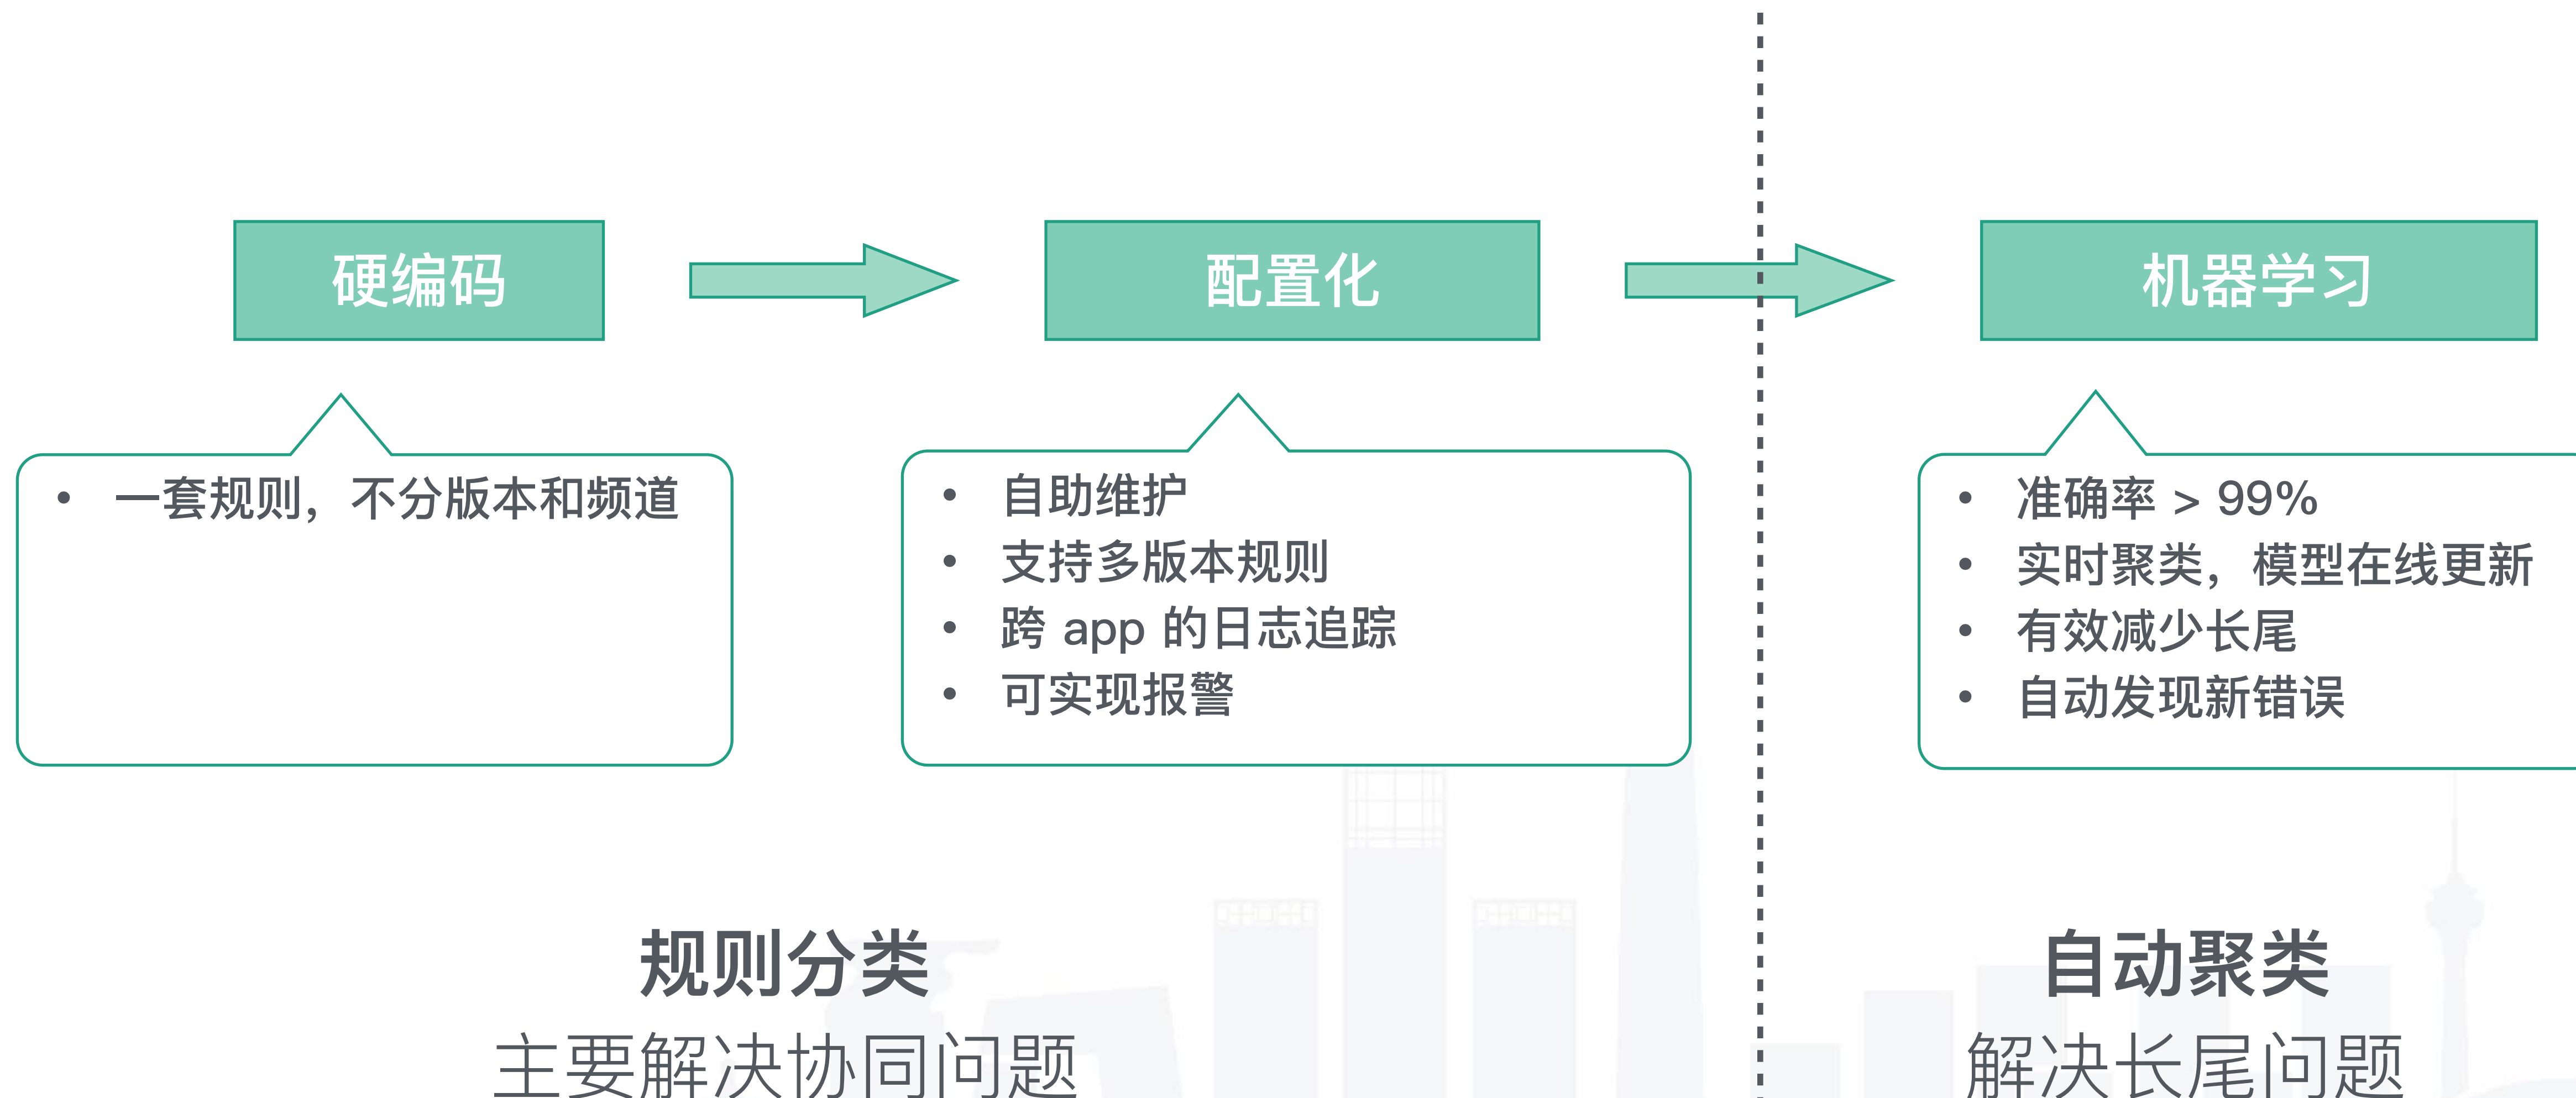 硬编码
配置化
机器学习
• 一套规则，不分版本和频道
• 自助维护
• 支持多版本规则
• 跨 app 的日志追踪
• 可实现报警
• 准确率 > 99%
• 实时聚类，模型在线更新
• 有效减少长尾
• 自动发现新错误
规则分类
主要解决协同问题
自动聚类
解决长尾问题